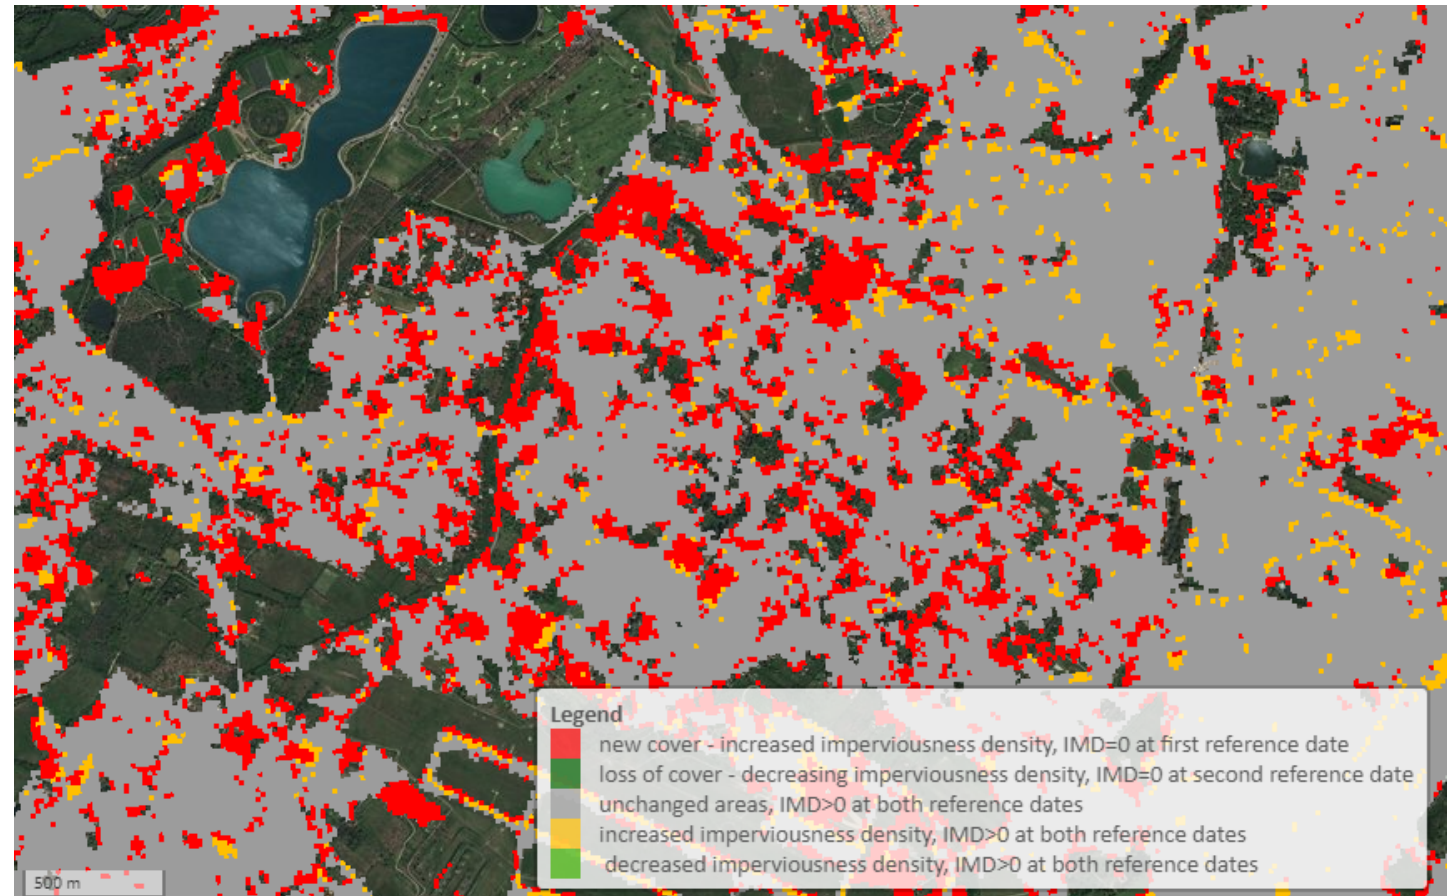 Legend
new cover - increased imperviousness density, IMD=0 at first reference date
loss of cover - decreasing imperviousness density, IMD=0 at second reference date
unchanged areas, IMD>0 at both reference dates
increased imperviousness density, IMD>0 at both reference dates
decreased imperviousness density, IMD>0 at both reference dates
500 m